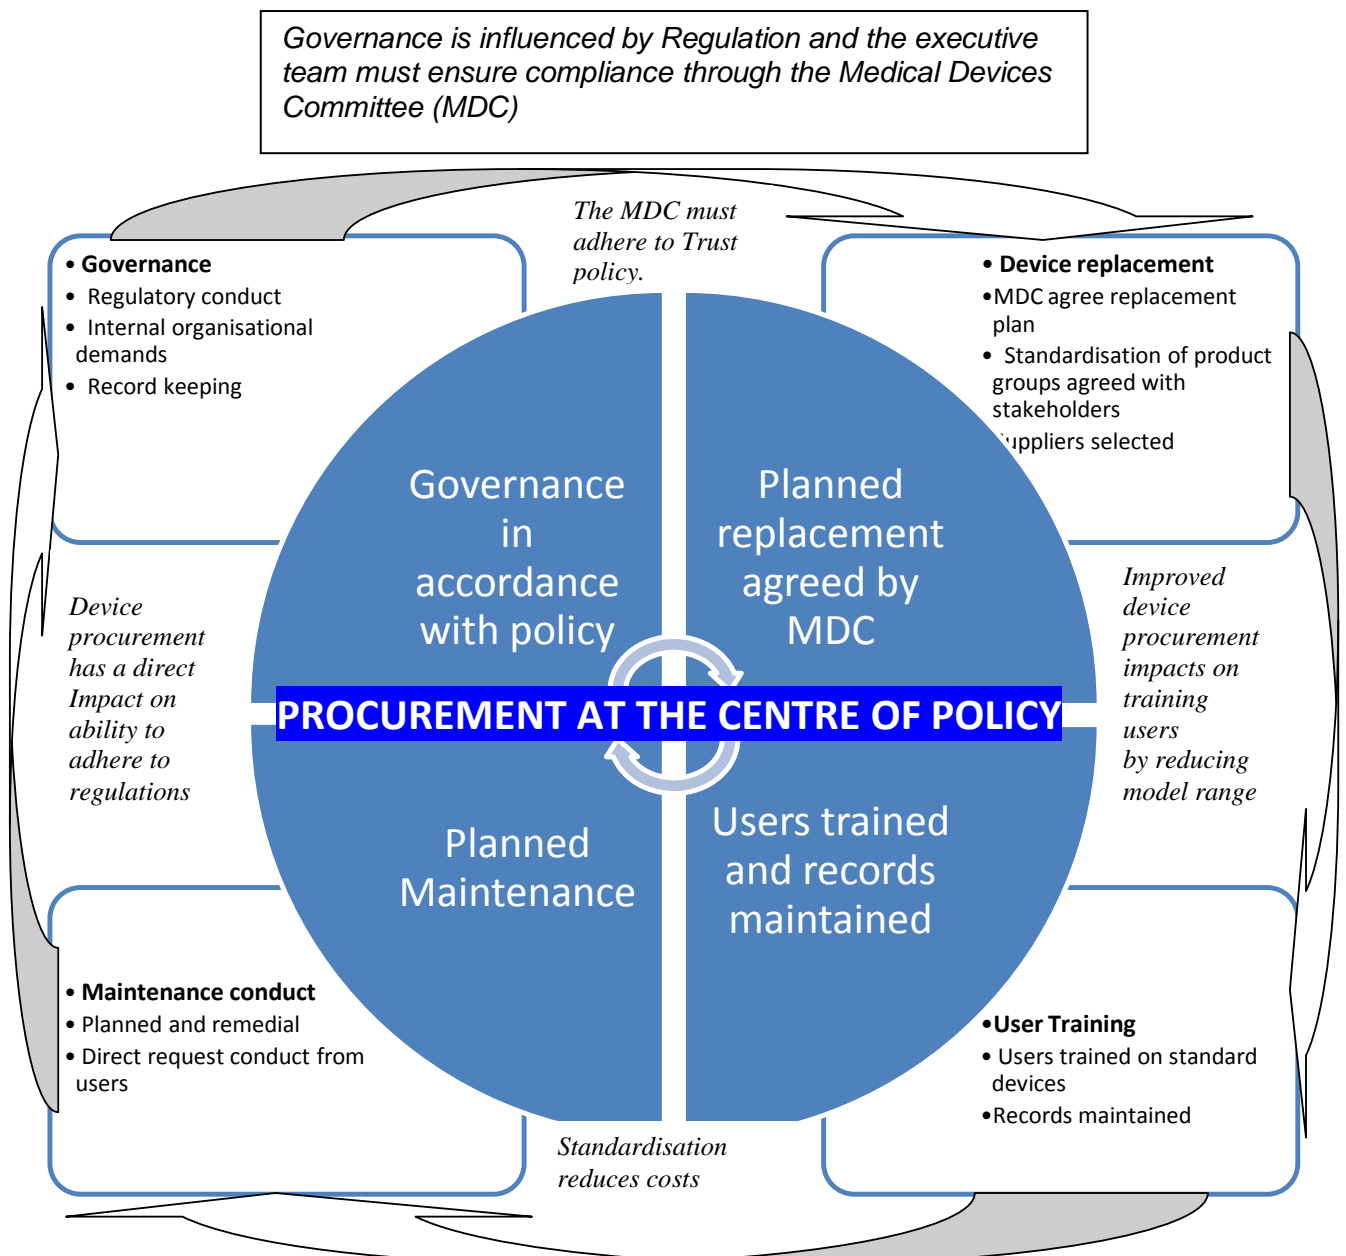 Governance is influenced by Regulation and the executive
team must ensure compliance through the Medical Devices
Committee (MDC)
The MDC must
adhere to Trust
policy.
• Governance
• Regulatory conduct
• Internal organisational
demands
• Record keeping
• Device replacement
•MDC agree replacement
plan
• Standardisation of product
groups agreed with
stakeholders
uppliers selected
Governance
in
accordance
with policy
Planned
replacement
agreed by
MDC
Device
procurement
has a direct
Impact on
ability to
adhere to
regulations
Improved
device
procurement
impacts on
training
users
by reducing
model range
PROCUREMENT AT THE CENTRE OF POLICY
Planned
Maintenance
Users trained
and records
maintained
• Maintenance conduct
• Planned and remedial
• Direct request conduct from
users
•User Training
• Users trained on standard
devices
•Records maintained
Standardisation
reduces costs